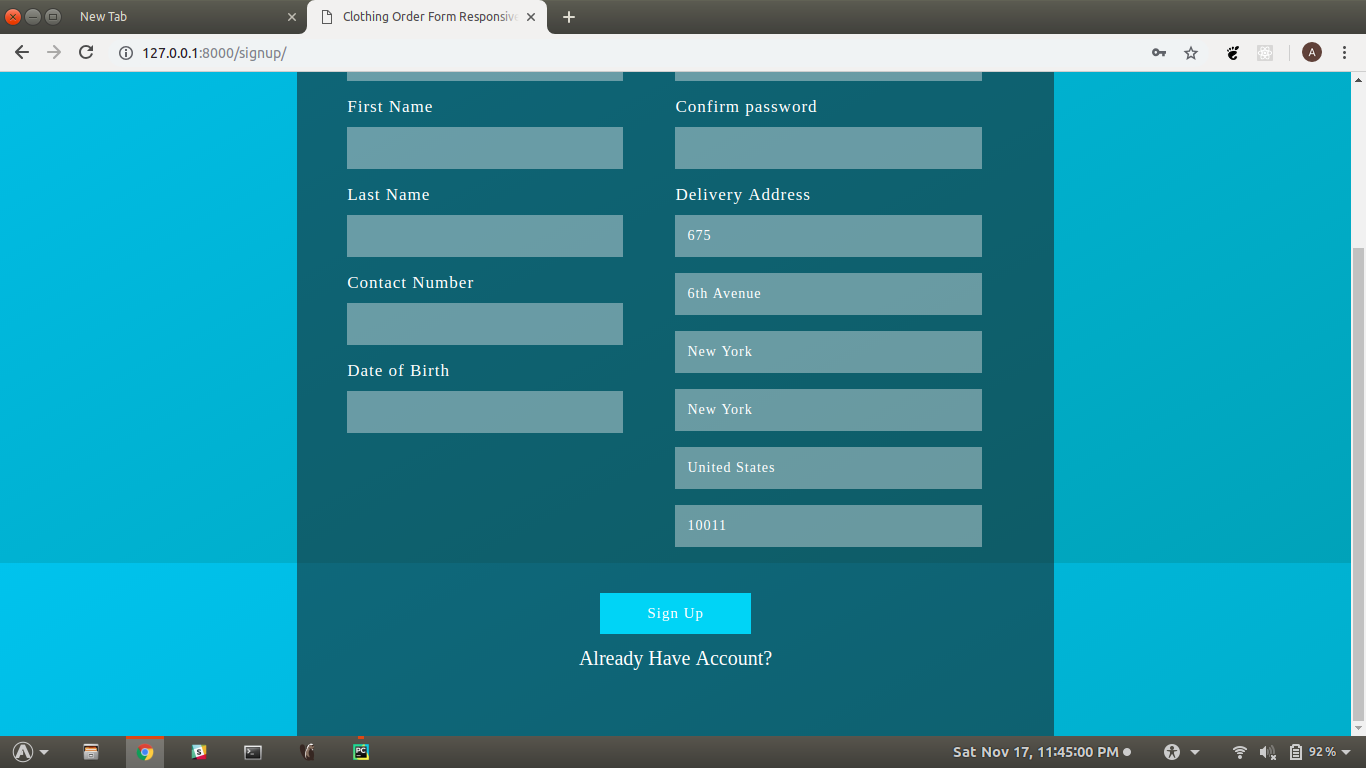 New Tab
Clothing Order Form Responsive
127.0.0.1:8000/signup/
A
First Name
Last Name
Contact Number
Date of Birth
Confirm password
Delivery Address
675
6th Avenue
New York
New York
United States
10011
Sign Up
Already Have Account?
PC
Sat Nov 17, 11:45:00 PM
92%